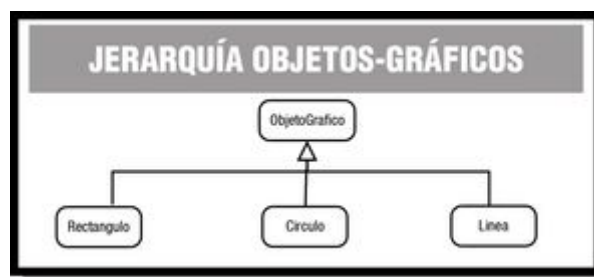 JERARQUÍA OBJETOS-GRÁFICOS
ObjetoGrafico
Rectangulo
Circulo
Linea